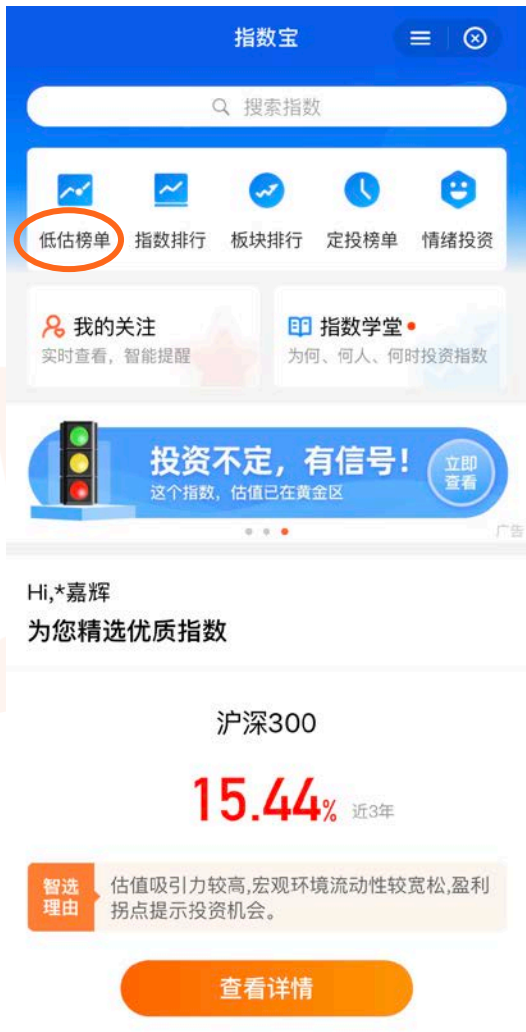 指数宝
搜索指数
低估榜单 指数排行 板块排行 定投榜单 情绪投资
我的关注 指数学堂
实时查看，智能提醒 为何、何人、何时投资指数
投资不定，有信号！ 立即
这个指数，估值已在黄金区 查看
广告
Hi,*嘉辉
为您精选优质指数
沪深300
15.44% 近3年
智选 估值吸引力较高,宏观环境流动性较宽松,盈利
理由 拐点提示投资机会。
查看详情